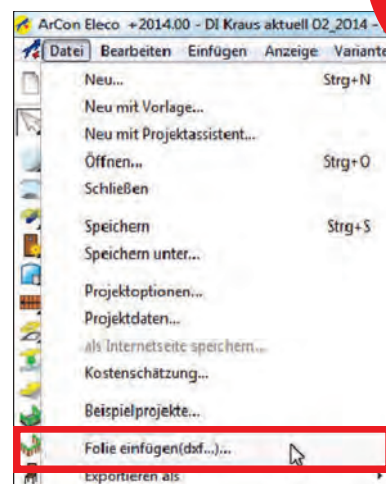 ArCon Eleco +2014.00 - DI Kraus aktuell 02_2014 -
Datei Bearbeiten Einfügen Anzeige Variante
Neu... Strg+N
Neu mit Vorlage...
Neu mit Projektassistent...
Öffnen... Strg+O
Schließen
Speichern Strg+S
Speichern unter...
Projektoptionen...
Projektdaten...
als Internetseite speichern...
Kostenschätzung...
Beispielprojekte...
Folie einfügen(dxf...)...
Exportieren als